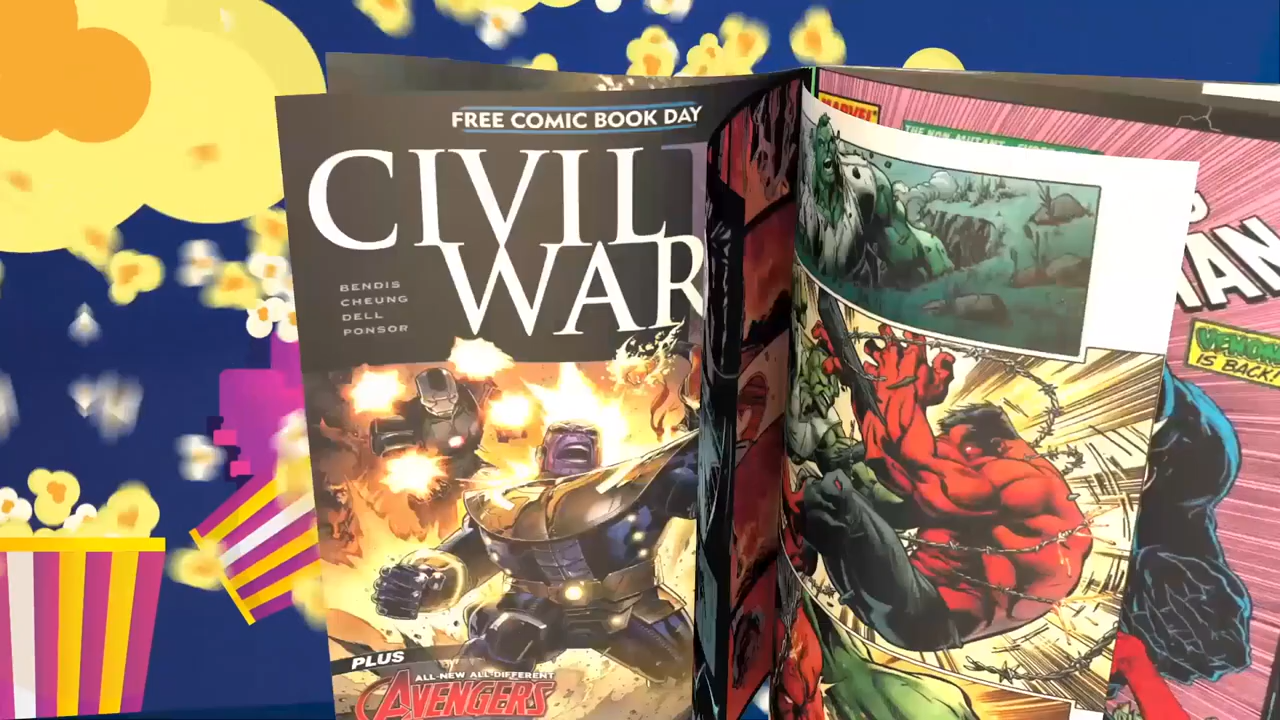 FREE COMIC BOOK DAY
CIVIL
WAR
BENDIS
CHEUNG
DELL
PONSOR
PLUS
ALL-NEW ALL-DIFFERENT
AVENGERS
MARVEL
THE NON-MUTANT SUPER
VENOM
IS BACK!